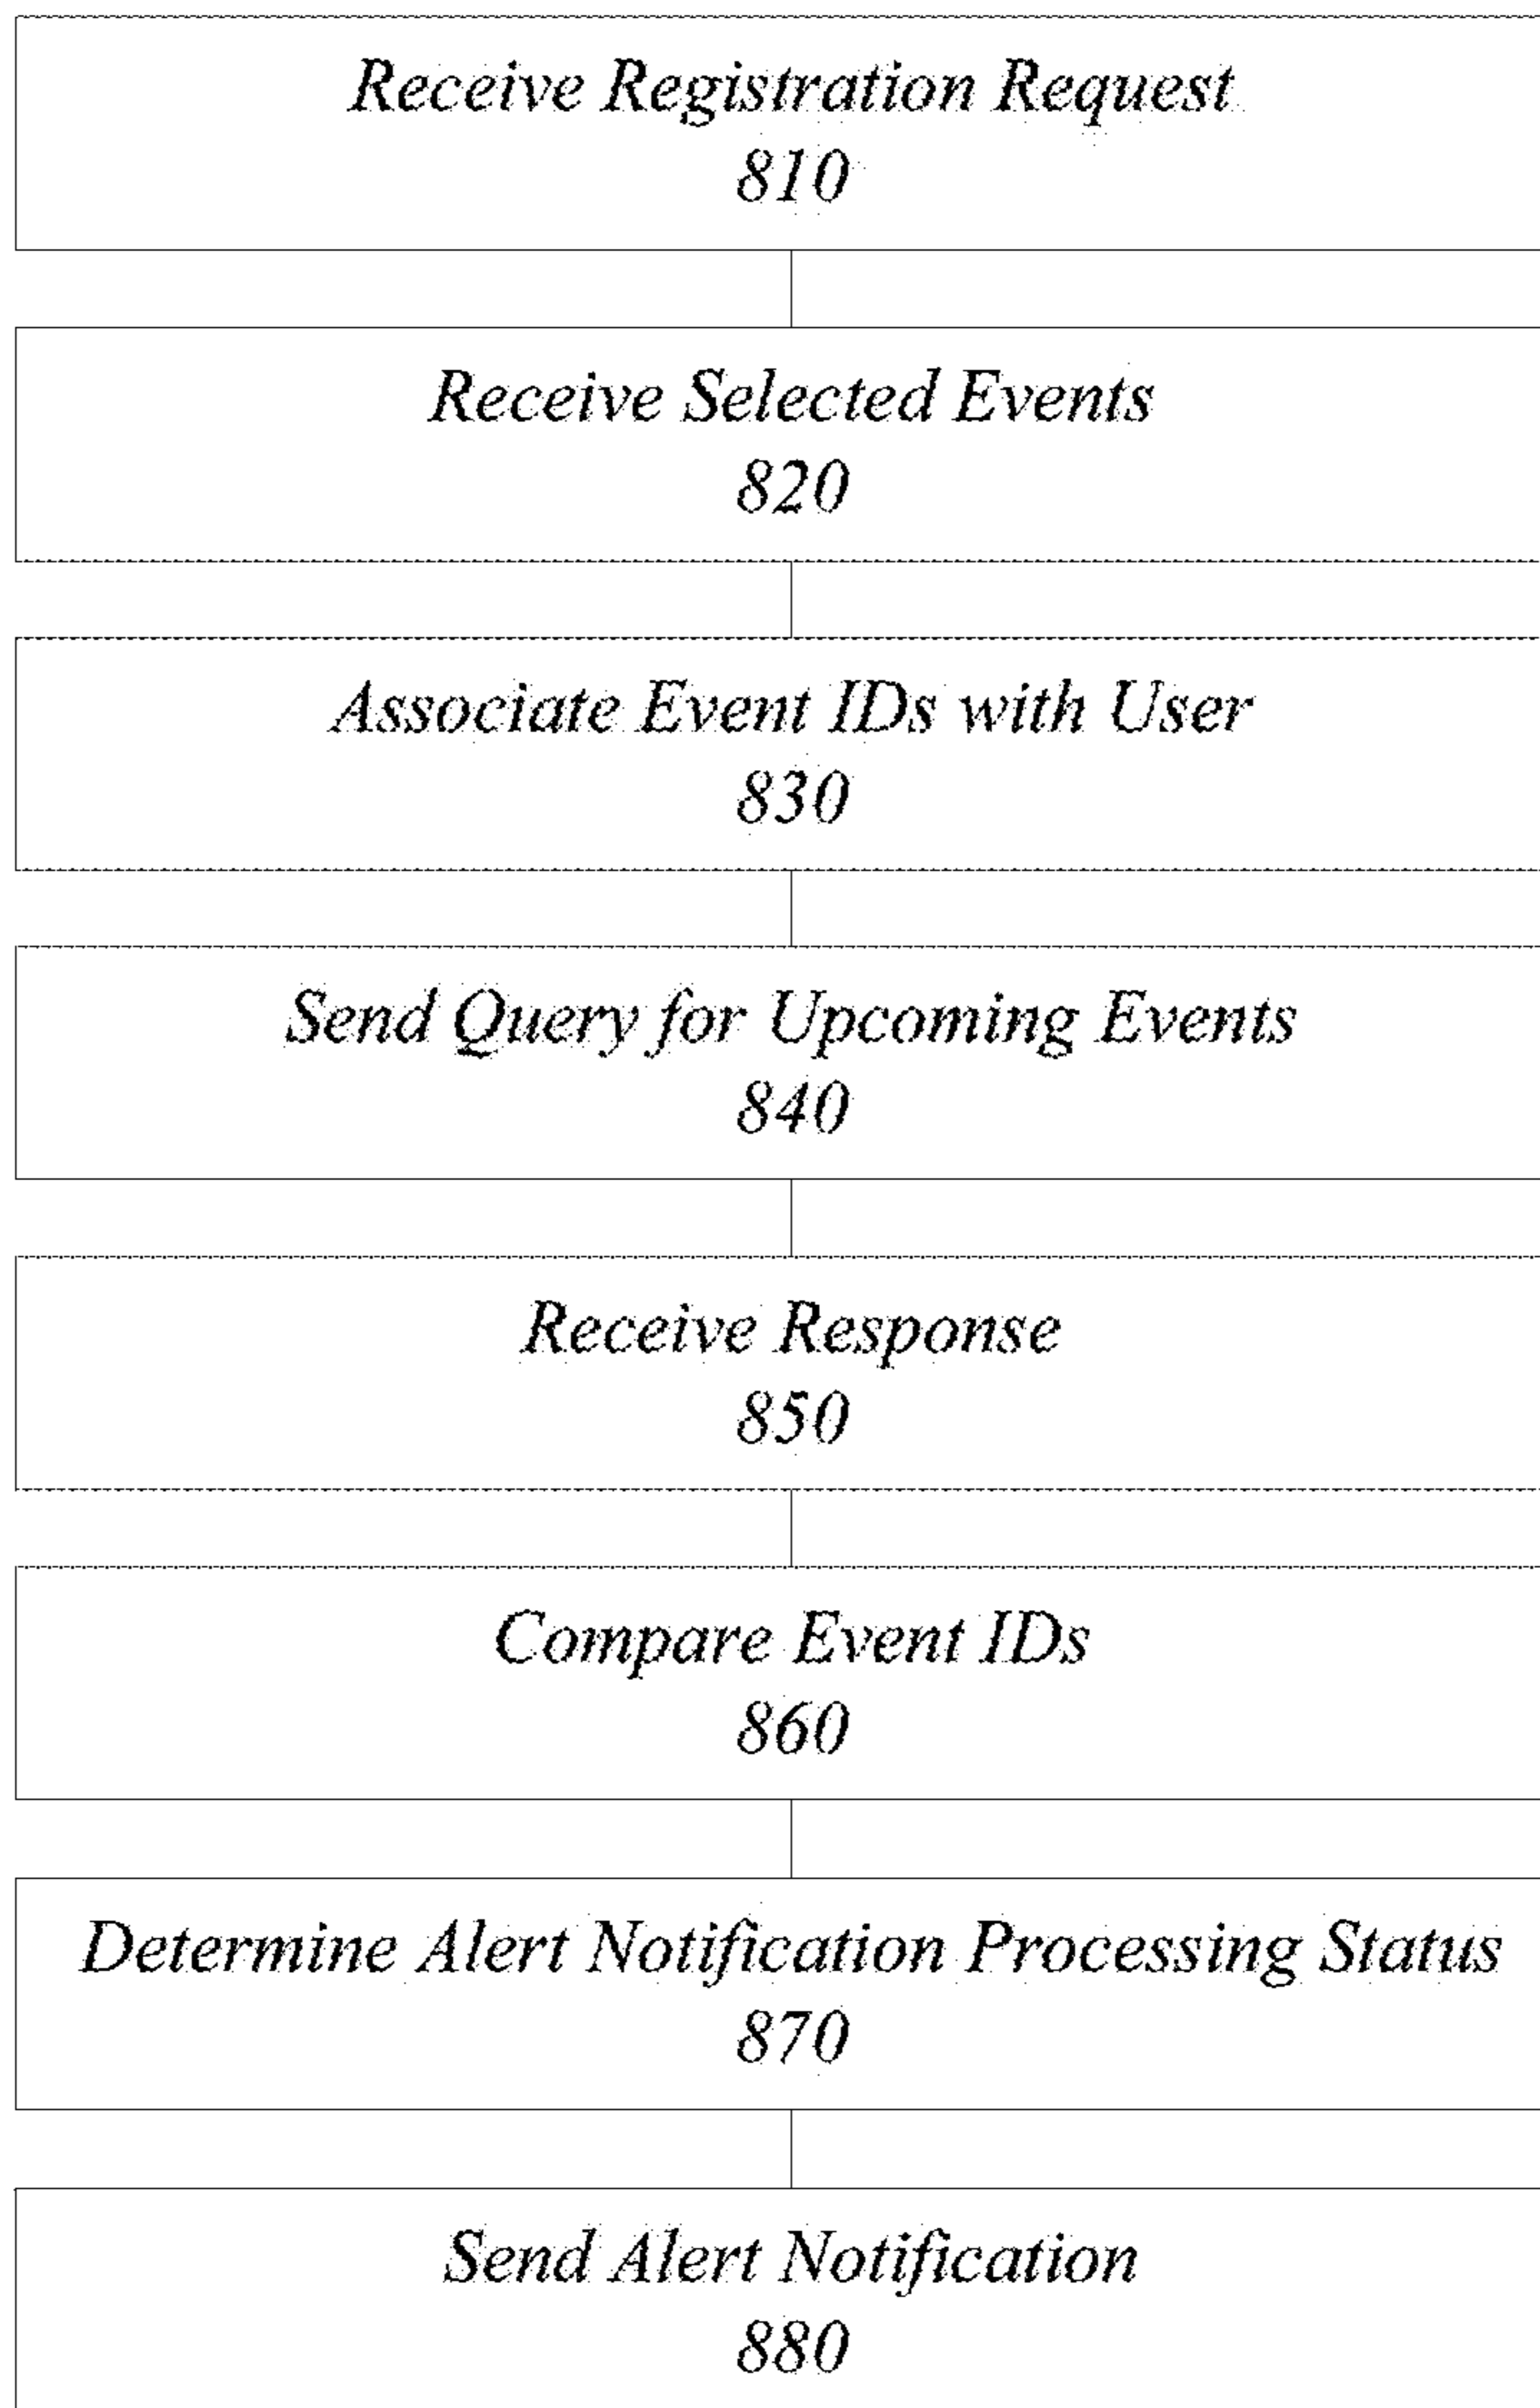 Receive Registration Request
810
Receive Selected Events
820
Associate Event IDs with User
830
Send Query for Upcoming Events
840
Receive Response
850
Compare Event IDs
860
Determine Alert Notification Processing Status
870
Send Alert Notification
880